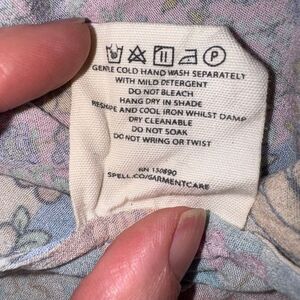 GENTLE COLD HAND WASH SEPARATELY
WITH MILD DETERGENT
DO NOT BLEACH
HANG DRY IN SHADE
RESHAPE AND COOL IRON WHILST DAMP
DRY CLEANABLE
DO NOT SOAK
DO NOT WRING OR TWIST
RN 150890
SPELL.CO/GARMENTCARE